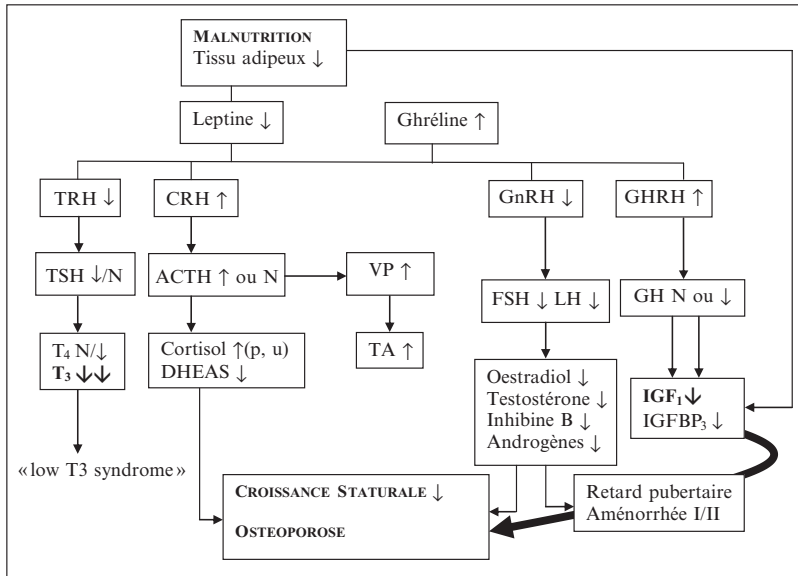 MALNUTRITION
Tissu adipeux ↓
Leptine ↓
Ghréline ↑
TRH ↓
CRH ↑
GnRH ↓
GHRH ↑
TSH ↓/N
ACTH ↑ ou N
VP ↑
FSH ↓ LH ↓
GH N ou ↓
T₄ N/↓
T₃ ↓↓
Cortisol ↑(p, u)
DHEAS ↓
TA ↑
Oestradiol ↓
Testostérone ↓
Inhibine B ↓
Androgènes ↓
IGF₁ ↓
IGFBP₃ ↓
«low T3 syndrome»
CROISSANCE STATURALE ↓
OSTEOPOROSE
Retard pubertaire
Aménorrhée I/II